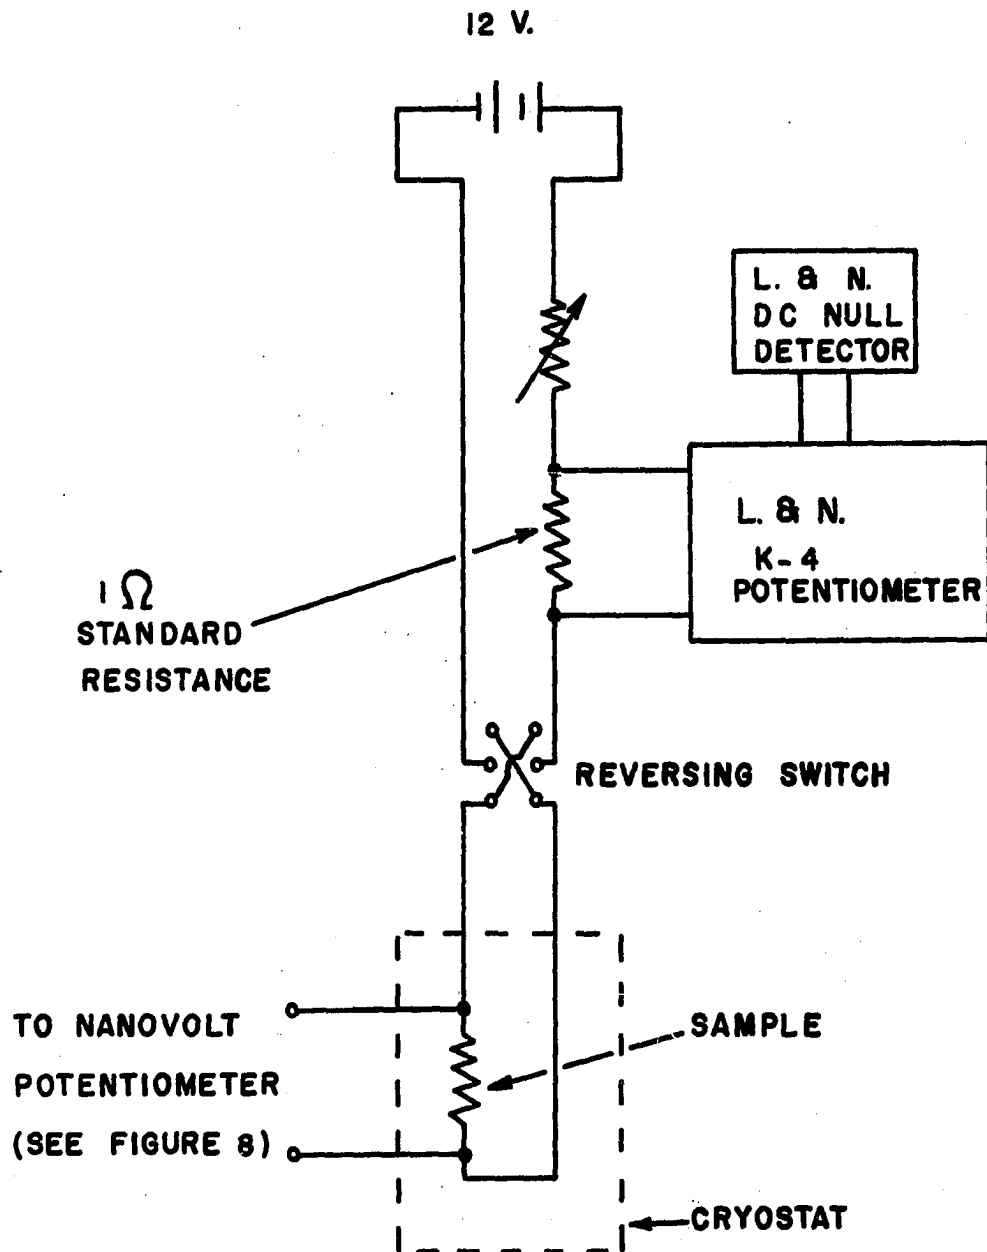 12 V.
L. & N.
DC NULL
DETECTOR
L. & N.
K-4
POTENTIOMETER
1 Ω
STANDARD
RESISTANCE
REVERSING SWITCH
TO NANOVOLT
POTENTIOMETER
(SEE FIGURE 8)
SAMPLE
CRYOSTAT